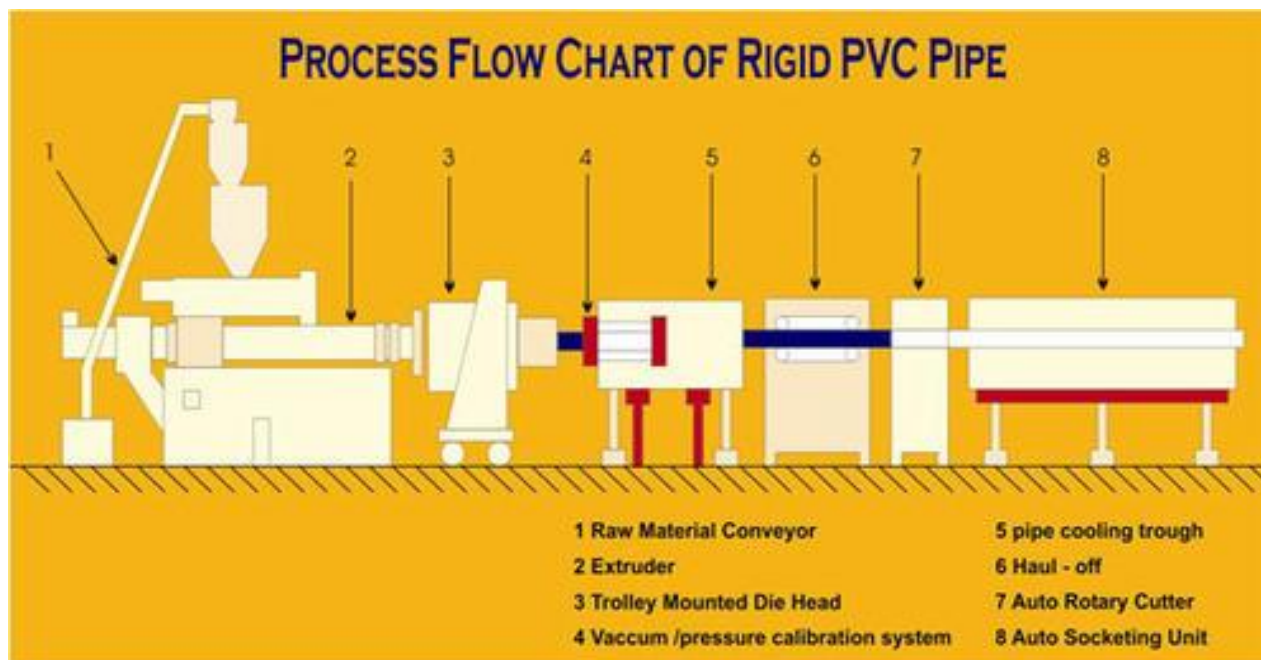 PROCESS FLOW CHART OF RIGID PVC PIPE
1 2 3 4 5 6 7 8
1 Raw Material Conveyor
2 Extruder
3 Trolley Mounted Die Head
4 Vaccum /pressure calibration system
5 pipe cooling trough
6 Haul - off
7 Auto Rotary Cutter
8 Auto Socketing Unit